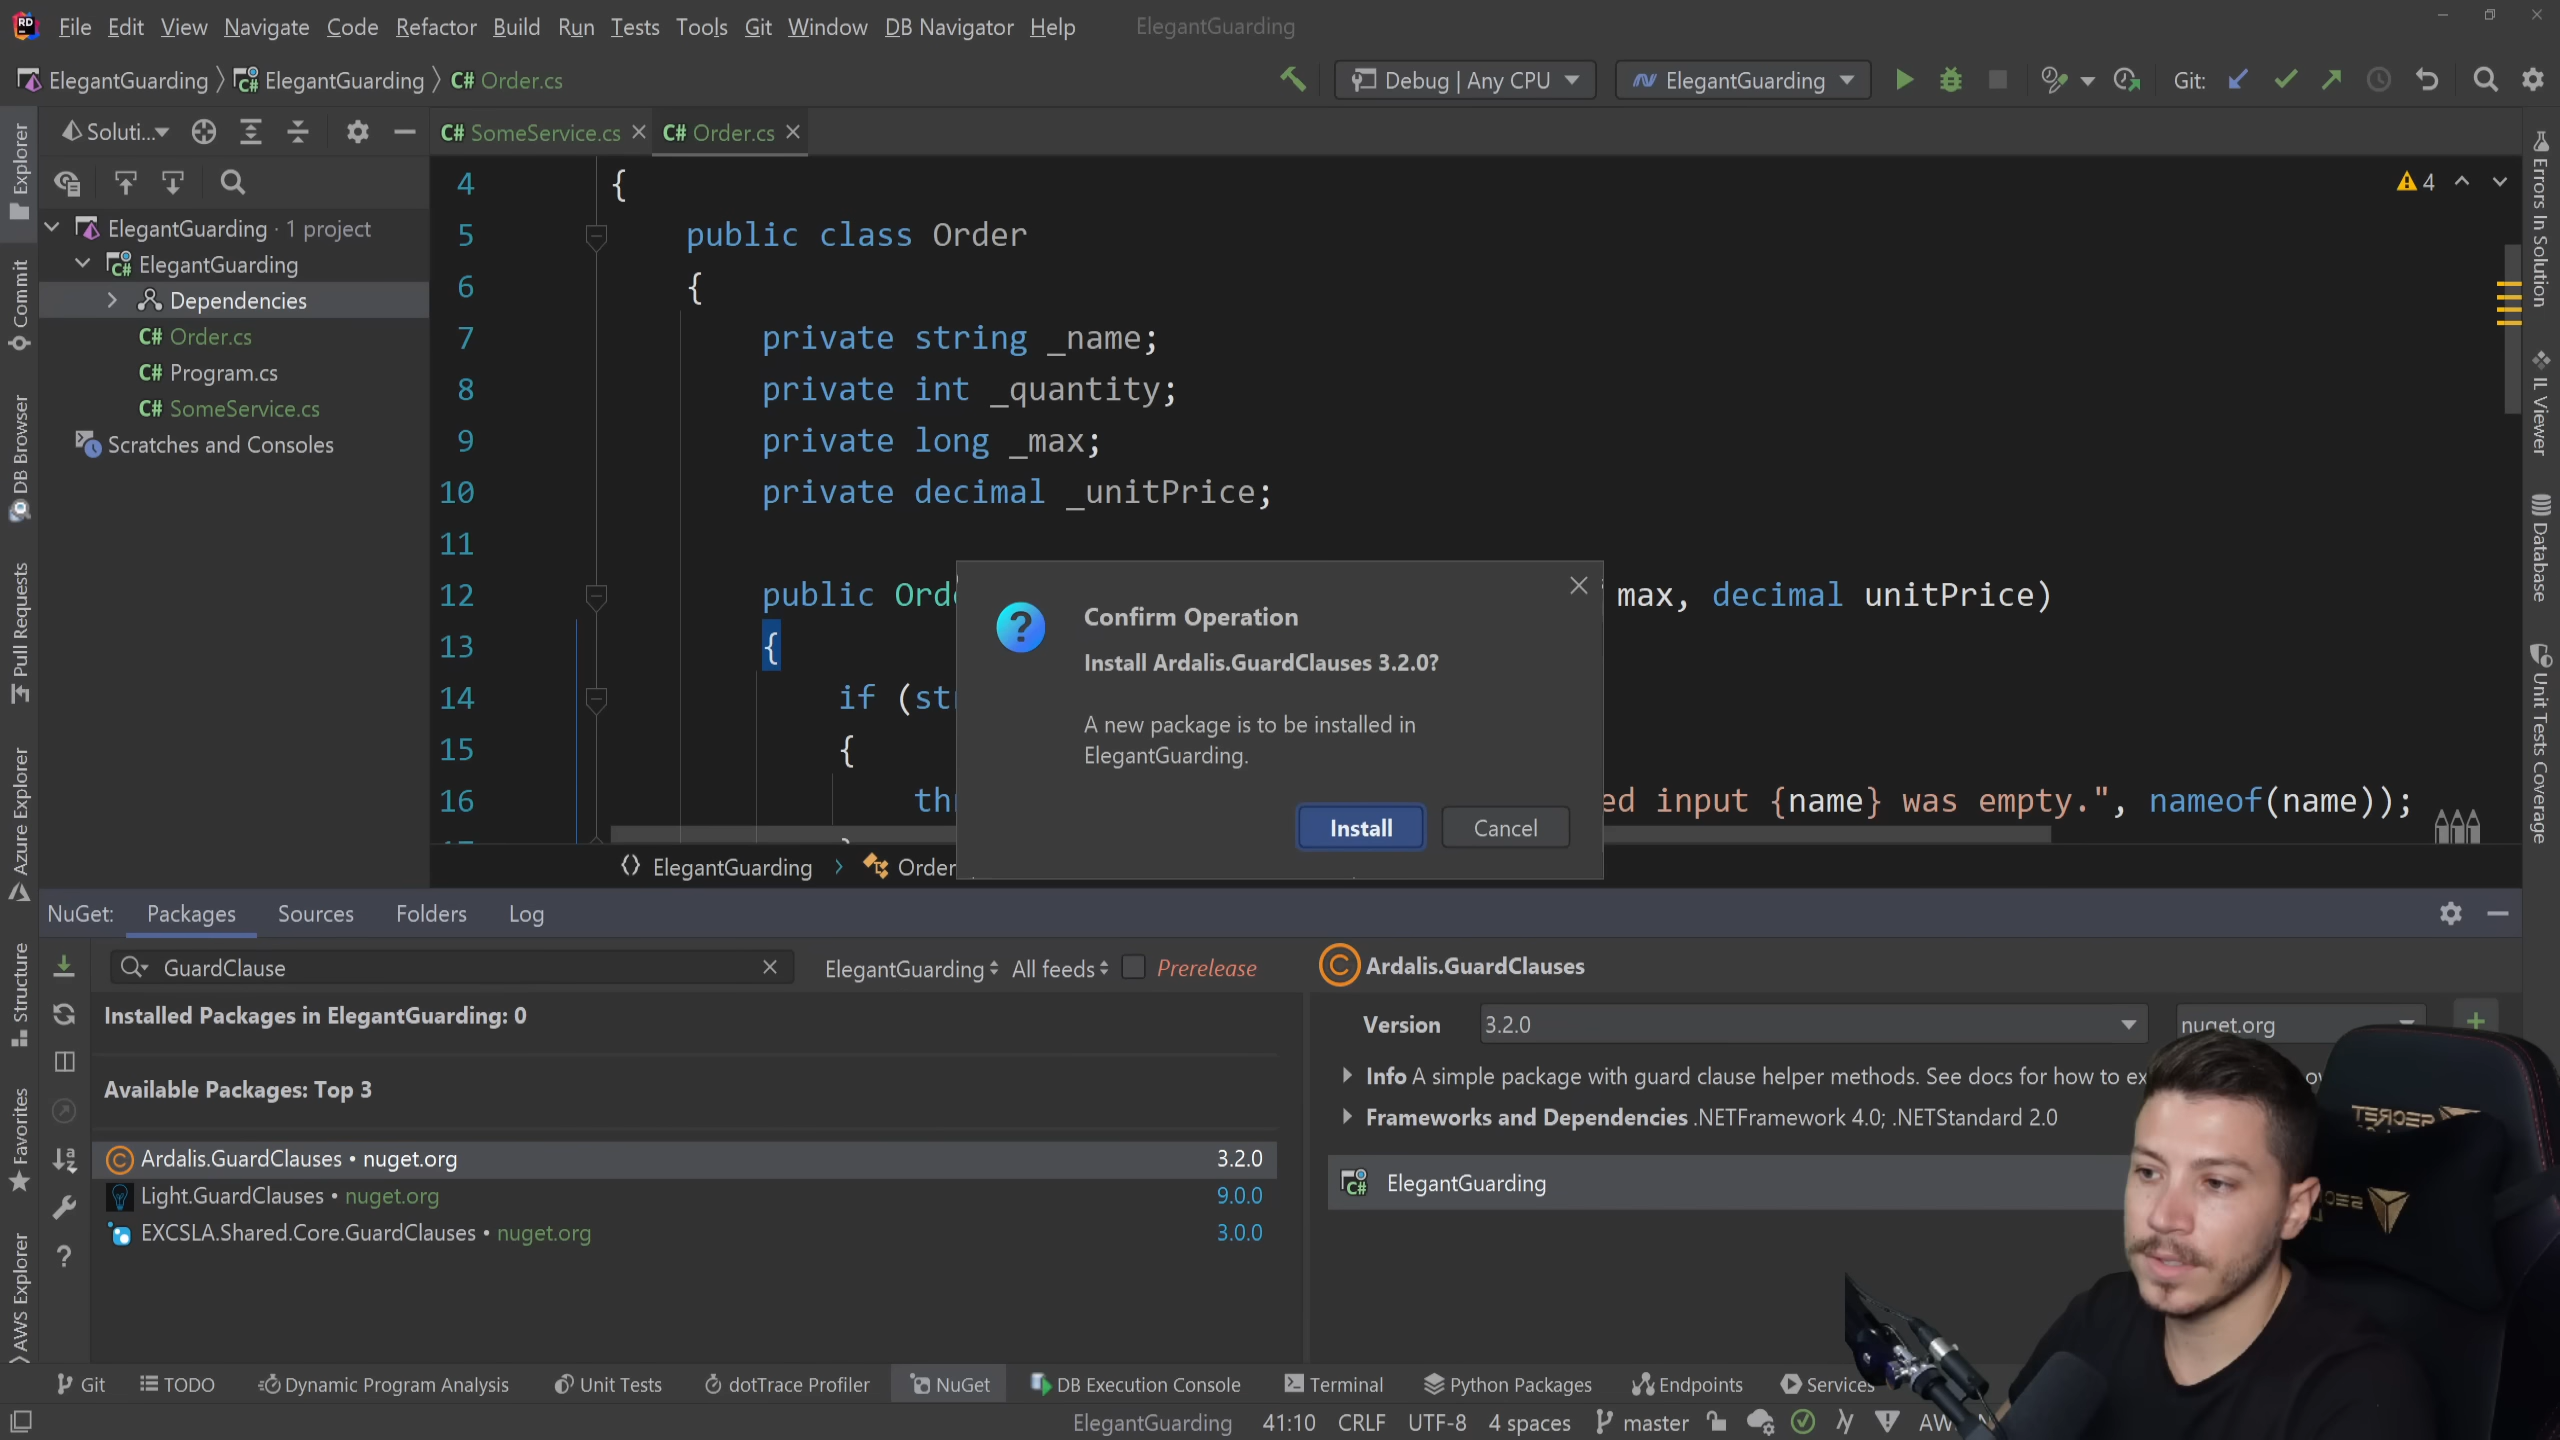 File Edit View Navigate Code Refactor Build Run Tests Tools Git Window DB Navigator Help ElegantGuarding
ElegantGuarding ElegantGuarding C# Order.cs Debug | Any CPU ElegantGuarding Git:
Soluti... C# SomeService.cs C# Order.cs
ElegantGuarding · 1 project
ElegantGuarding
Dependencies
C# Order.cs
C# Program.cs
C# SomeService.cs
Scratches and Consoles
Explorer
Commit
DB Browser
Pull Requests
Azure Explorer
Structure
Favorites
AWS Explorer
4 {
5 public class Order
6 {
7 private string _name;
8 private int _quantity;
9 private long _max;
10 private decimal _unitPrice;
11
12 public Orde max, decimal unitPrice)
13 {
14 if (str
15 {
16 thr ed input {name} was empty.", nameof(name));
4
Errors In Solution
IL Viewer
Database
Unit Tests Coverage
Confirm Operation
Install Ardalis.GuardClauses 3.2.0?
A new package is to be installed in
ElegantGuarding.
Install Cancel
ElegantGuarding Order
NuGet: Packages Sources Folders Log
GuardClause ElegantGuarding All feeds Prerelease
Installed Packages in ElegantGuarding: 0
Available Packages: Top 3
Ardalis.GuardClauses • nuget.org 3.2.0
Light.GuardClauses • nuget.org 9.0.0
EXCSLA.Shared.Core.GuardClauses • nuget.org 3.0.0
Ardalis.GuardClauses
Version 3.2.0 nuget.org
Info A simple package with guard clause helper methods. See docs for how to ex
Frameworks and Dependencies .NETFramework 4.0; .NETStandard 2.0
ElegantGuarding
Git TODO Dynamic Program Analysis Unit Tests dotTrace Profiler NuGet DB Execution Console Terminal Python Packages Endpoints Services
ElegantGuarding 41:10 CRLF UTF-8 4 spaces master AW